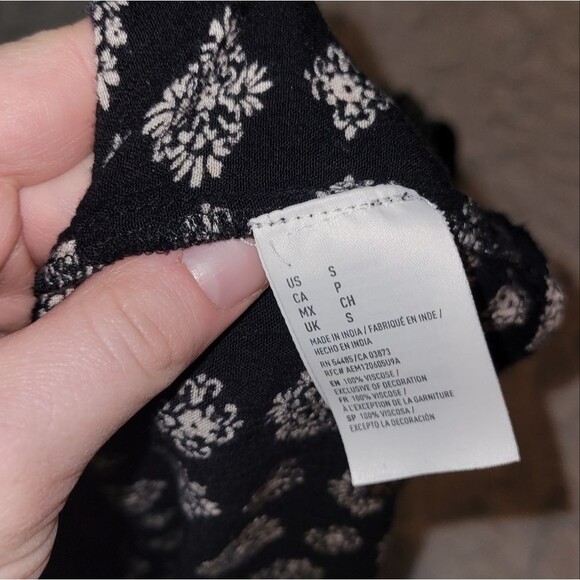 US S
CA P
MX CH
UK S
MADE IN INDIA / FABRIQUÉ EN INDE /
HECHO EN INDIA
RN 54485/CA 03873
RFC# AEM120605U9A
EN 100% VISCOSE /
EXCLUSIVE OF DECORATION
FR 100% VISCOSE /
À L'EXCEPTION DE LA GARNITURE
SP 100% VISCOSA /
EXCEPTO LA DECORACIÓN